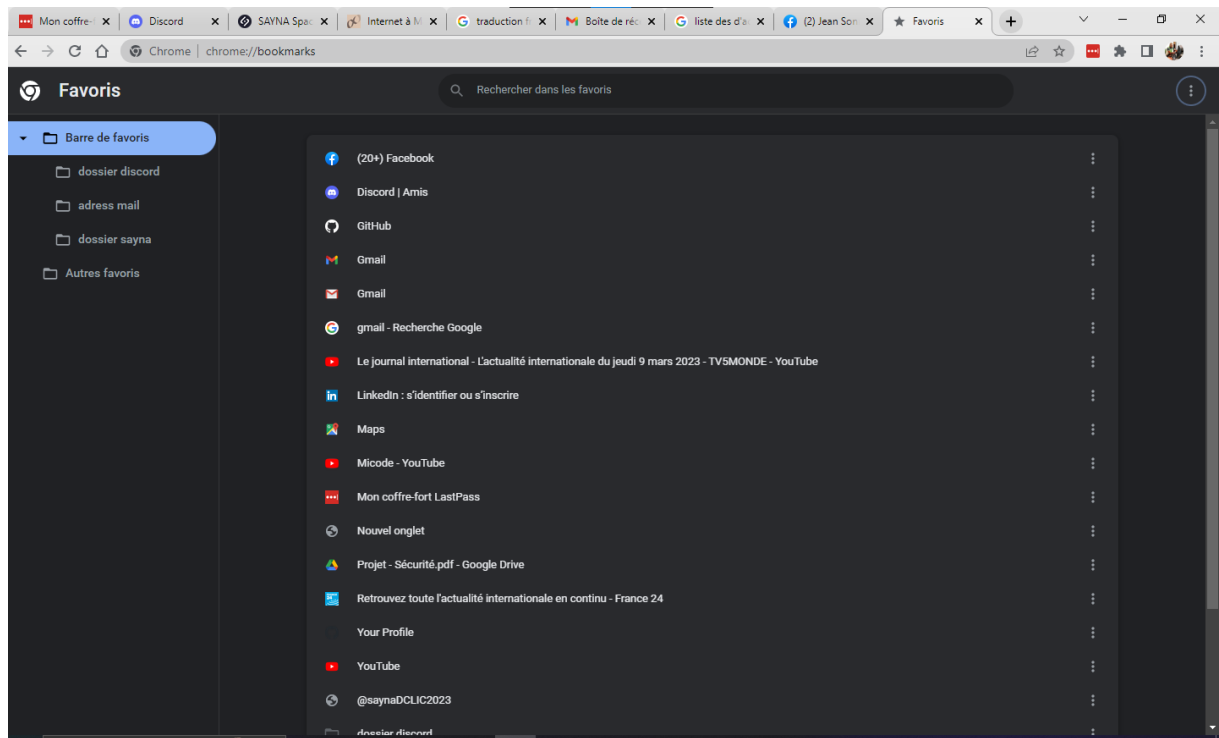 Mon coffre-
Discord
SAYNA Spac
Internet à M
traduction f
Boîte de réc
liste des d'a
(2) Jean Son
Favoris
Chrome | chrome://bookmarks
Favoris
Rechercher dans les favoris
Barre de favoris
dossier discord
adress mail
dossier sayna
Autres favoris
(20+) Facebook
Discord | Amis
GitHub
Gmail
Gmail
gmail - Recherche Google
Le journal international - L'actualité internationale du jeudi 9 mars 2023 - TV5MONDE - YouTube
LinkedIn : s'identifier ou s'inscrire
Maps
Micode - YouTube
Mon coffre-fort LastPass
Nouvel onglet
Projet - Sécurité.pdf - Google Drive
Retrouvez toute l'actualité internationale en continu - France 24
Your Profile
YouTube
@saynaDCLIC2023
dossier discord